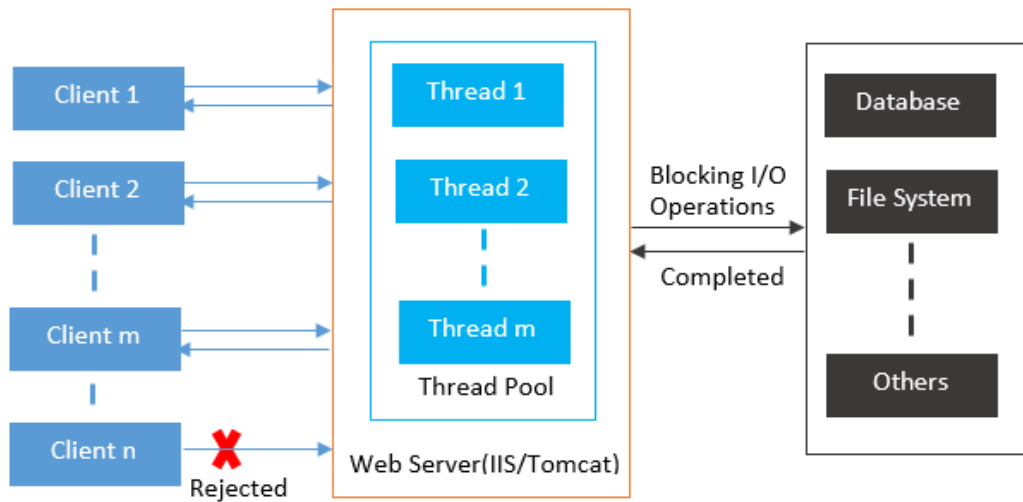 Client 1
Client 2
Client m
Client n
Rejected
Thread 1
Thread 2
Thread m
Thread Pool
Web Server(IIS/Tomcat)
Blocking I/O
Operations
Completed
Database
File System
Others